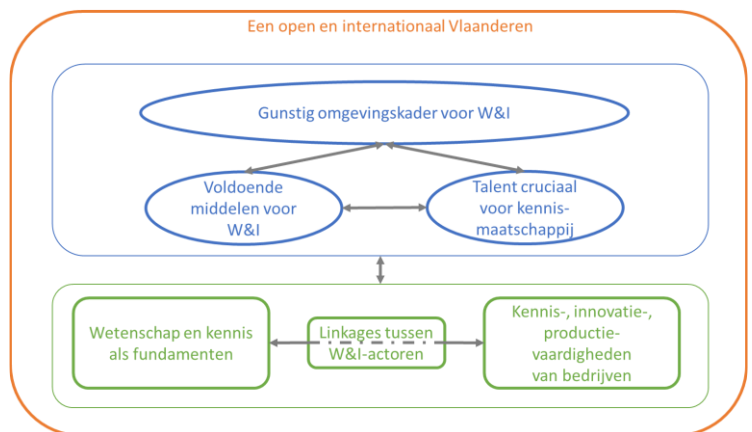 Een open en internationaal Vlaanderen
Gunstig omgevingskader voor W&I
Voldoende
middelen voor
W&I
Talent cruciaal
voor kennis-
maatschappij
Wetenschap en kennis
als fundamenten
Linkages tussen
W&I-actoren
Kennis-, innovatie-,
productie-
vaardigheden
van bedrijven